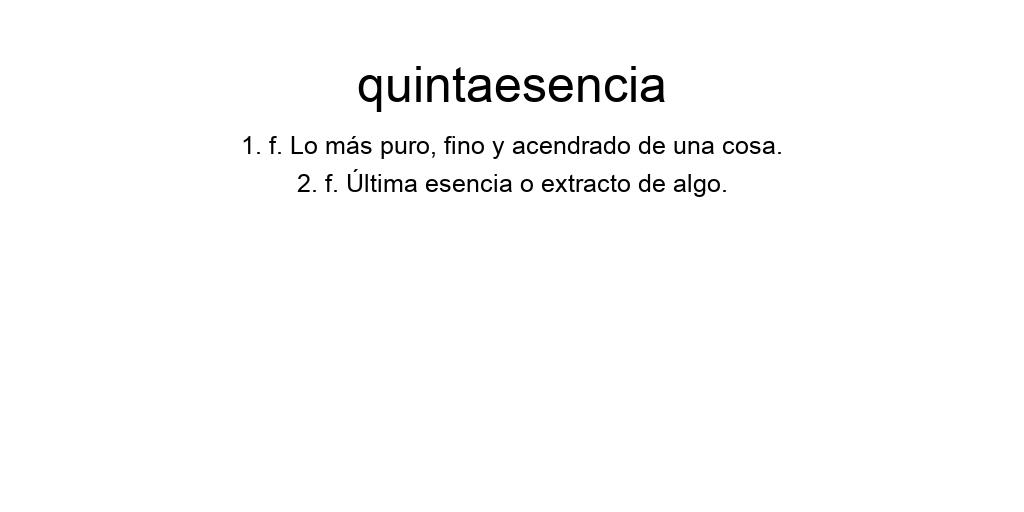 quintaesencia
1. f. Lo más puro, fino y acendrado de una cosa.
2. f. Última esencia o extracto de algo.